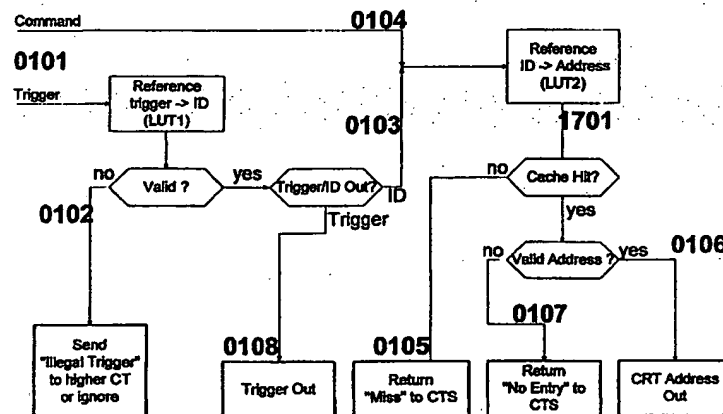 Command
0104
0101
Trigger
Reference
trigger -> ID
(LUT1)
Reference
ID -> Address
(LUT2)
0103
1701
no
Valid ?
yes
Trigger/ID Out?
ID
Trigger
no
Cache Hit?
yes
0102
no
Valid Address ?
yes
0106
0107
0108
0105
Send
"Illegal Trigger"
to higher CT
or ignore
Trigger Out
Return
"Miss" to CTS
Return
"No Entry" to
CTS
CRT Address
Out